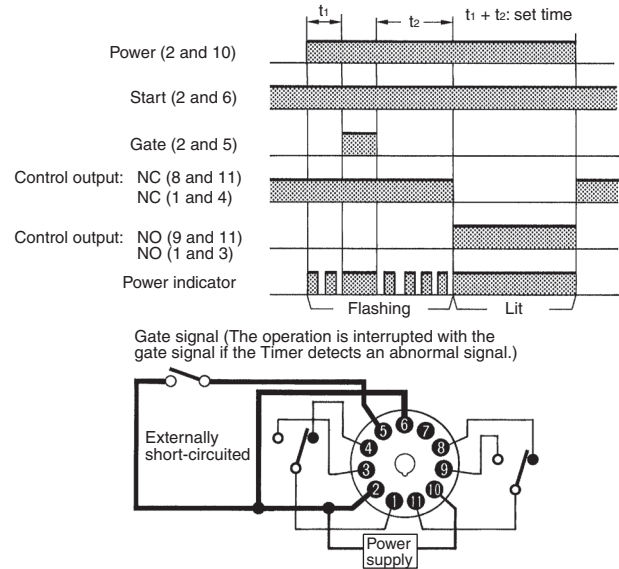 t1
t2
t1 + t2: set time
Power (2 and 10)
Start (2 and 6)
Gate (2 and 5)
Control output: NC (8 and 11)
NC (1 and 4)
Control output: NO (9 and 11)
NO (1 and 3)
Power indicator
Flashing
Lit
Gate signal (The operation is interrupted with the
gate signal if the Timer detects an abnormal signal.)
Externally
short-circuited
5
6
7
4
8
3
9
2
10
1
11
Power
supply